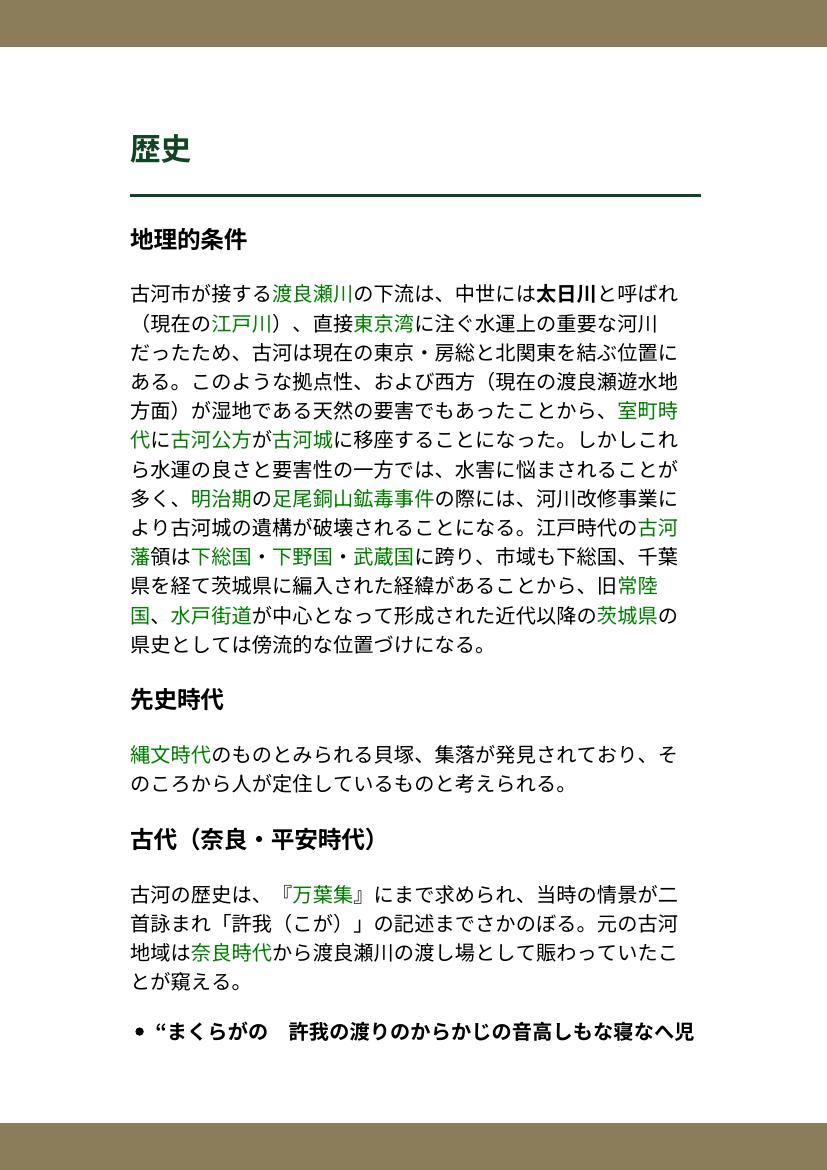 歴史
地理的条件
古河市が接する渡良瀬川の下流は、中世には太日川と呼ばれ
（現在の江戸川）、直接東京湾に注ぐ水運上の重要な河川
だったため、古河は現在の東京・房総と北関東を結ぶ位置に
ある。このような拠点性、および西方（現在の渡良瀬遊水地
方面）が湿地である天然の要害でもあったことから、室町時
代に古河公方が古河城に移座することになった。しかしこれ
ら水運の良さと要害性の一方では、水害に悩まされることが
多く、明治期の足尾銅山鉱毒事件の際には、河川改修事業に
より古河城の遺構が破壊されることになる。江戸時代の古河
藩領は下総国・下野国・武蔵国に跨り、市域も下総国、千葉
県を経て茨城県に編入された経緯があることから、旧常陸
国、水戸街道が中心となって形成された近代以降の茨城県の
県史としては傍流的な位置づけになる。
先史時代
縄文時代のものとみられる貝塚、集落が発見されており、そ
のころから人が定住しているものと考えられる。
古代（奈良・平安時代）
古河の歴史は、『万葉集』にまで求められ、当時の情景が二
首詠まれ「許我（こが）」の記述までさかのぼる。元の古河
地域は奈良時代から渡良瀬川の渡し場として賑わっていたこ
とが窺える。
• “まくらがの　許我の渡りのからかじの音高しもな寝なへ児